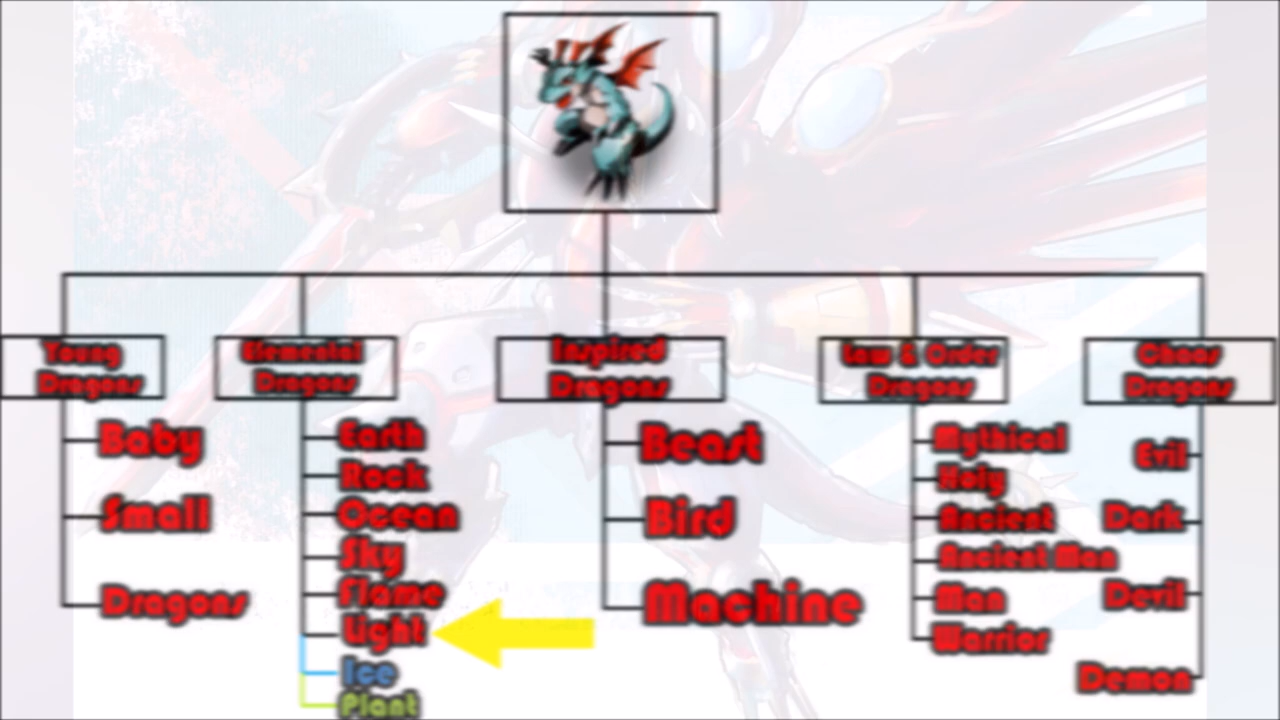 Young
Dragons
Baby
Small
Dragons
Elemental
Dragons
Earth
Rock
Ocean
Sky
Flame
Light
Ice
Plant
Inspired
Dragons
Beast
Bird
Machine
Law & Order
Dragons
Mythical
Holy
Ancient
Ancient Man
Man
Warrior
Chaos
Dragons
Evil
Dark
Devil
Demon